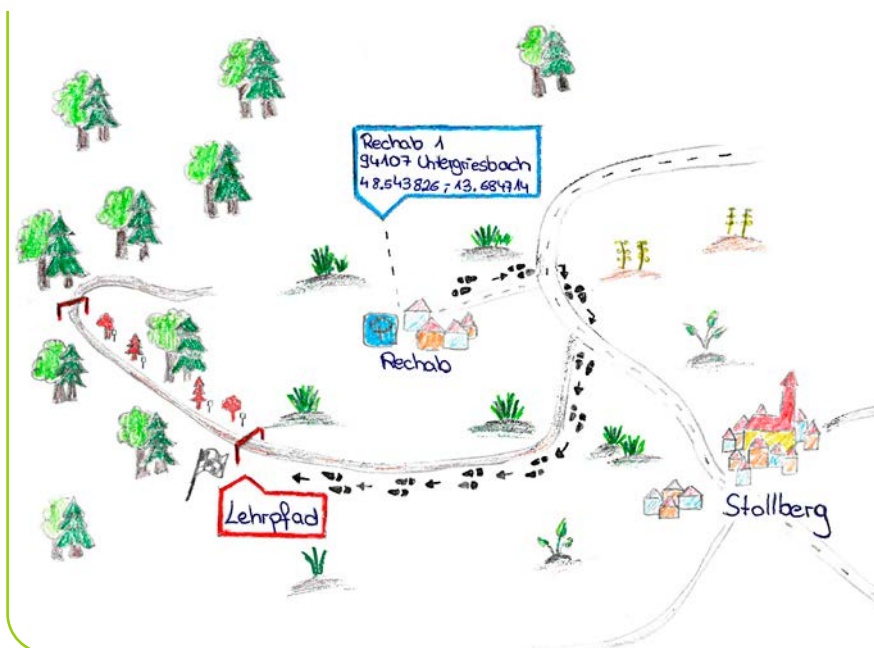 Rechab 1
94107 Untergriesbach
48.543826 ; 13.684714
Rechab
Lehrpfad
Stollberg